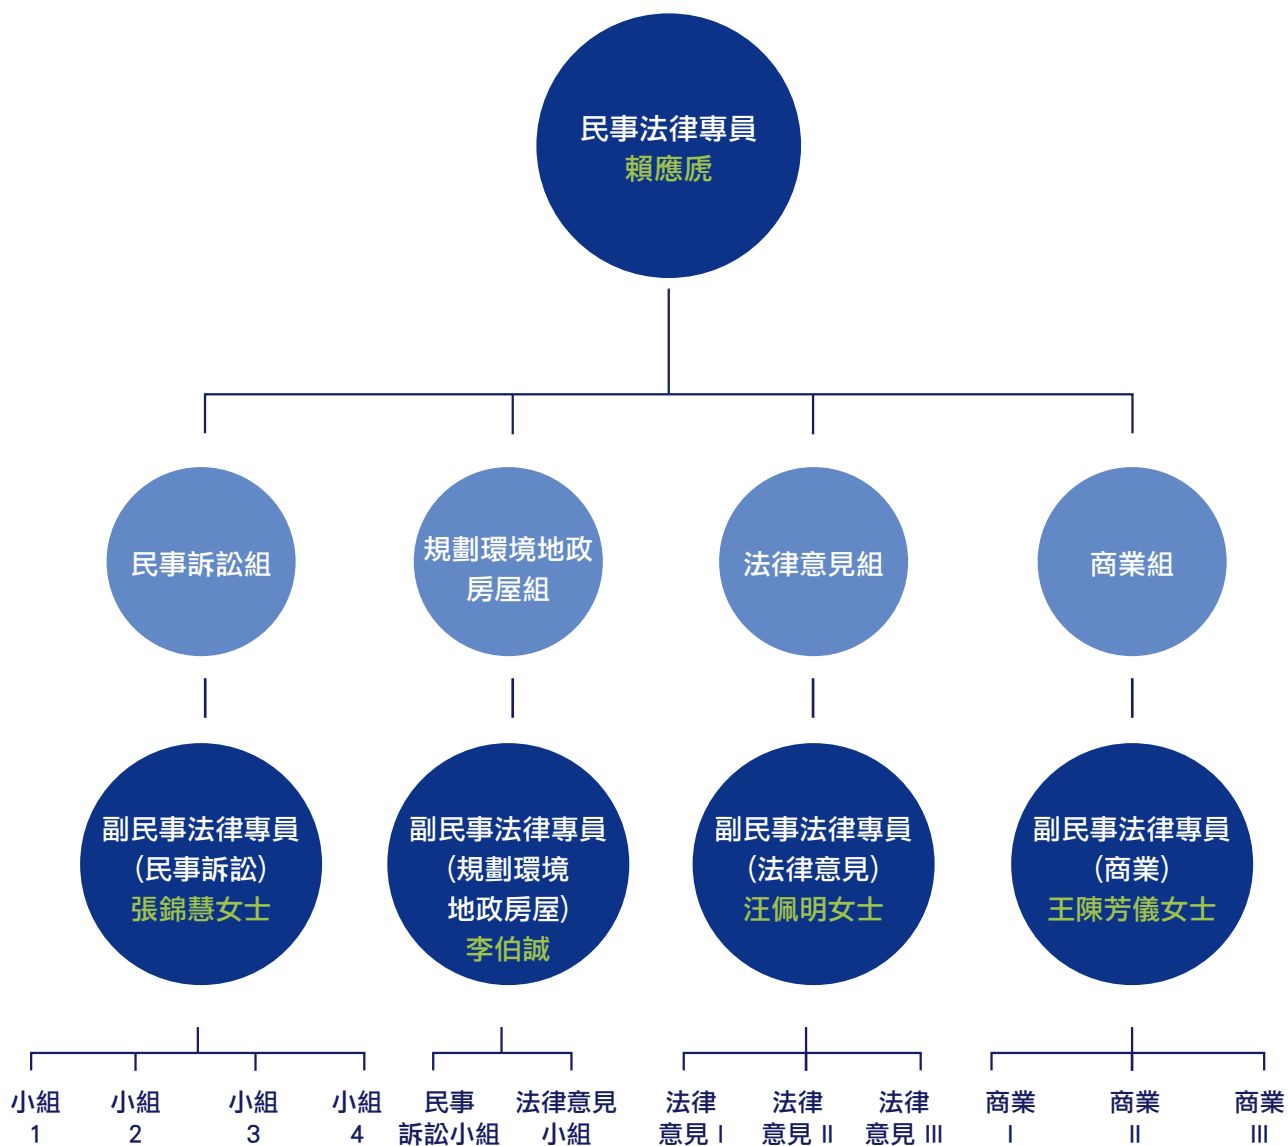 民事法律專員
賴應虒
民事訴訟組
規劃環境地政
房屋組
法律意見組
商業組
副民事法律專員
(民事訴訟)
張錦慧女士
副民事法律專員
(規劃環境
地政房屋)
李伯誠
副民事法律專員
(法律意見)
汪佩明女士
副民事法律專員
(商業)
王陳芳儀女士
小組
1
小組
2
小組
3
小組
4
民事
訴訟小組
法律意見
小組
法律
意見 I
法律
意見 II
法律
意見 III
商業
I
商業
II
商業
III